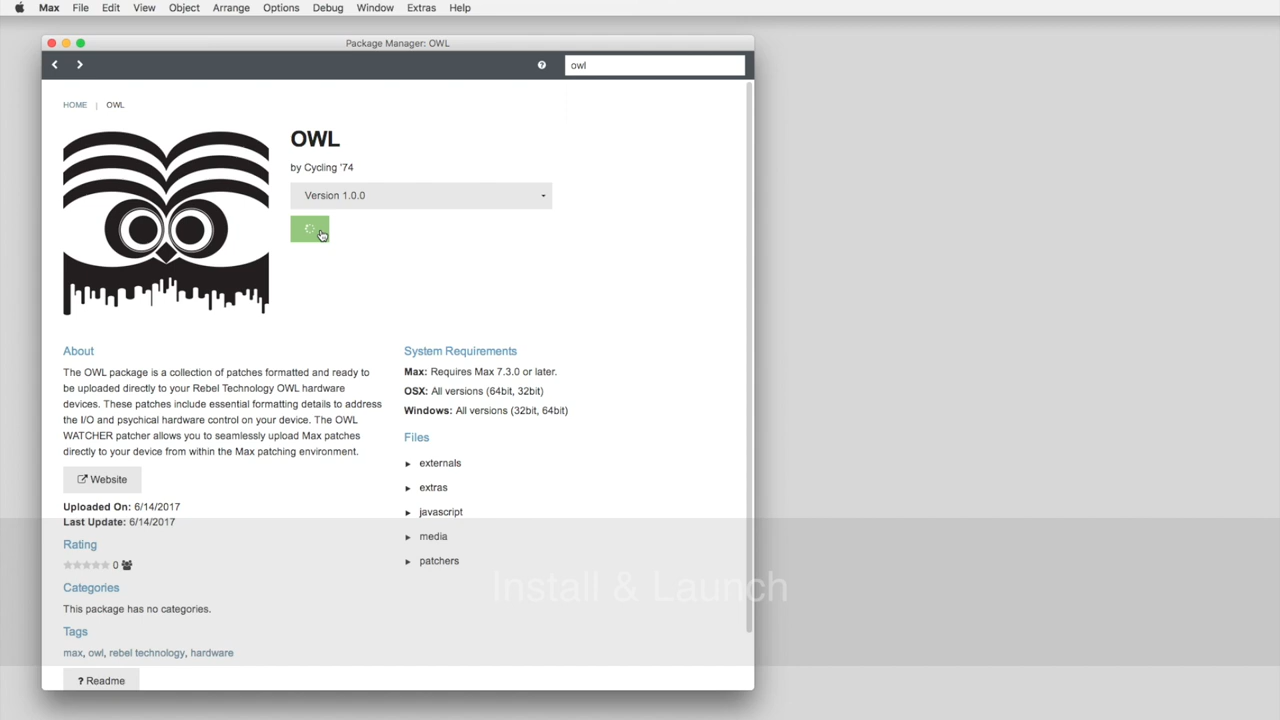 Max File Edit View Object Arrange Options Debug Window Extras Help
Package Manager: OWL
owl
HOME | OWL
OWL
by Cycling '74
Version 1.0.0
About
The OWL package is a collection of patches formatted and ready to
be uploaded directly to your Rebel Technology OWL hardware
devices. These patches include essential formatting details to address
the I/O and psychical hardware control on your device. The OWL
WATCHER patcher allows you to seamlessly upload Max patches
directly to your device from within the Max patching environment.
Website
Uploaded On: 6/14/2017
Last Update: 6/14/2017
Rating
0
Categories
This package has no categories.
Tags
max, owl, rebel technology, hardware
? Readme
System Requirements
Max: Requires Max 7.3.0 or later.
OSX: All versions (64bit, 32bit)
Windows: All versions (32bit, 64bit)
Files
externals
extras
javascript
media
patchers
Install & Launch